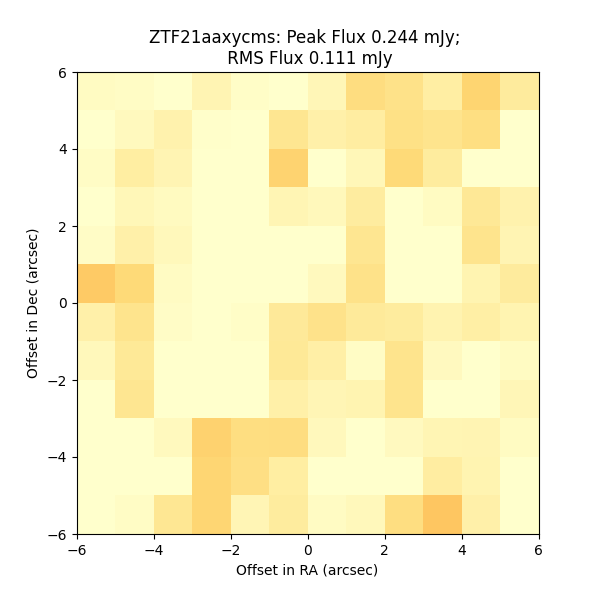 ZTF21aaxycms: Peak Flux 0.244 mJy;
RMS Flux 0.111 mJy
6
4
2
0
−2
−4
−6
Offset in Dec (arcsec)
−6 −4 −2 0 2 4 6
Offset in RA (arcsec)